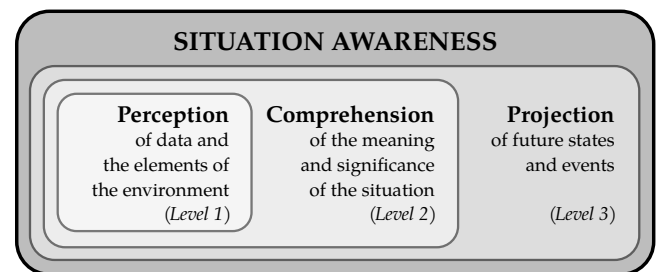 SITUATION AWARENESS
Perception
of data and
the elements of
the environment
(Level 1)
Comprehension
of the meaning
and significance
of the situation
(Level 2)
Projection
of future states
and events
(Level 3)